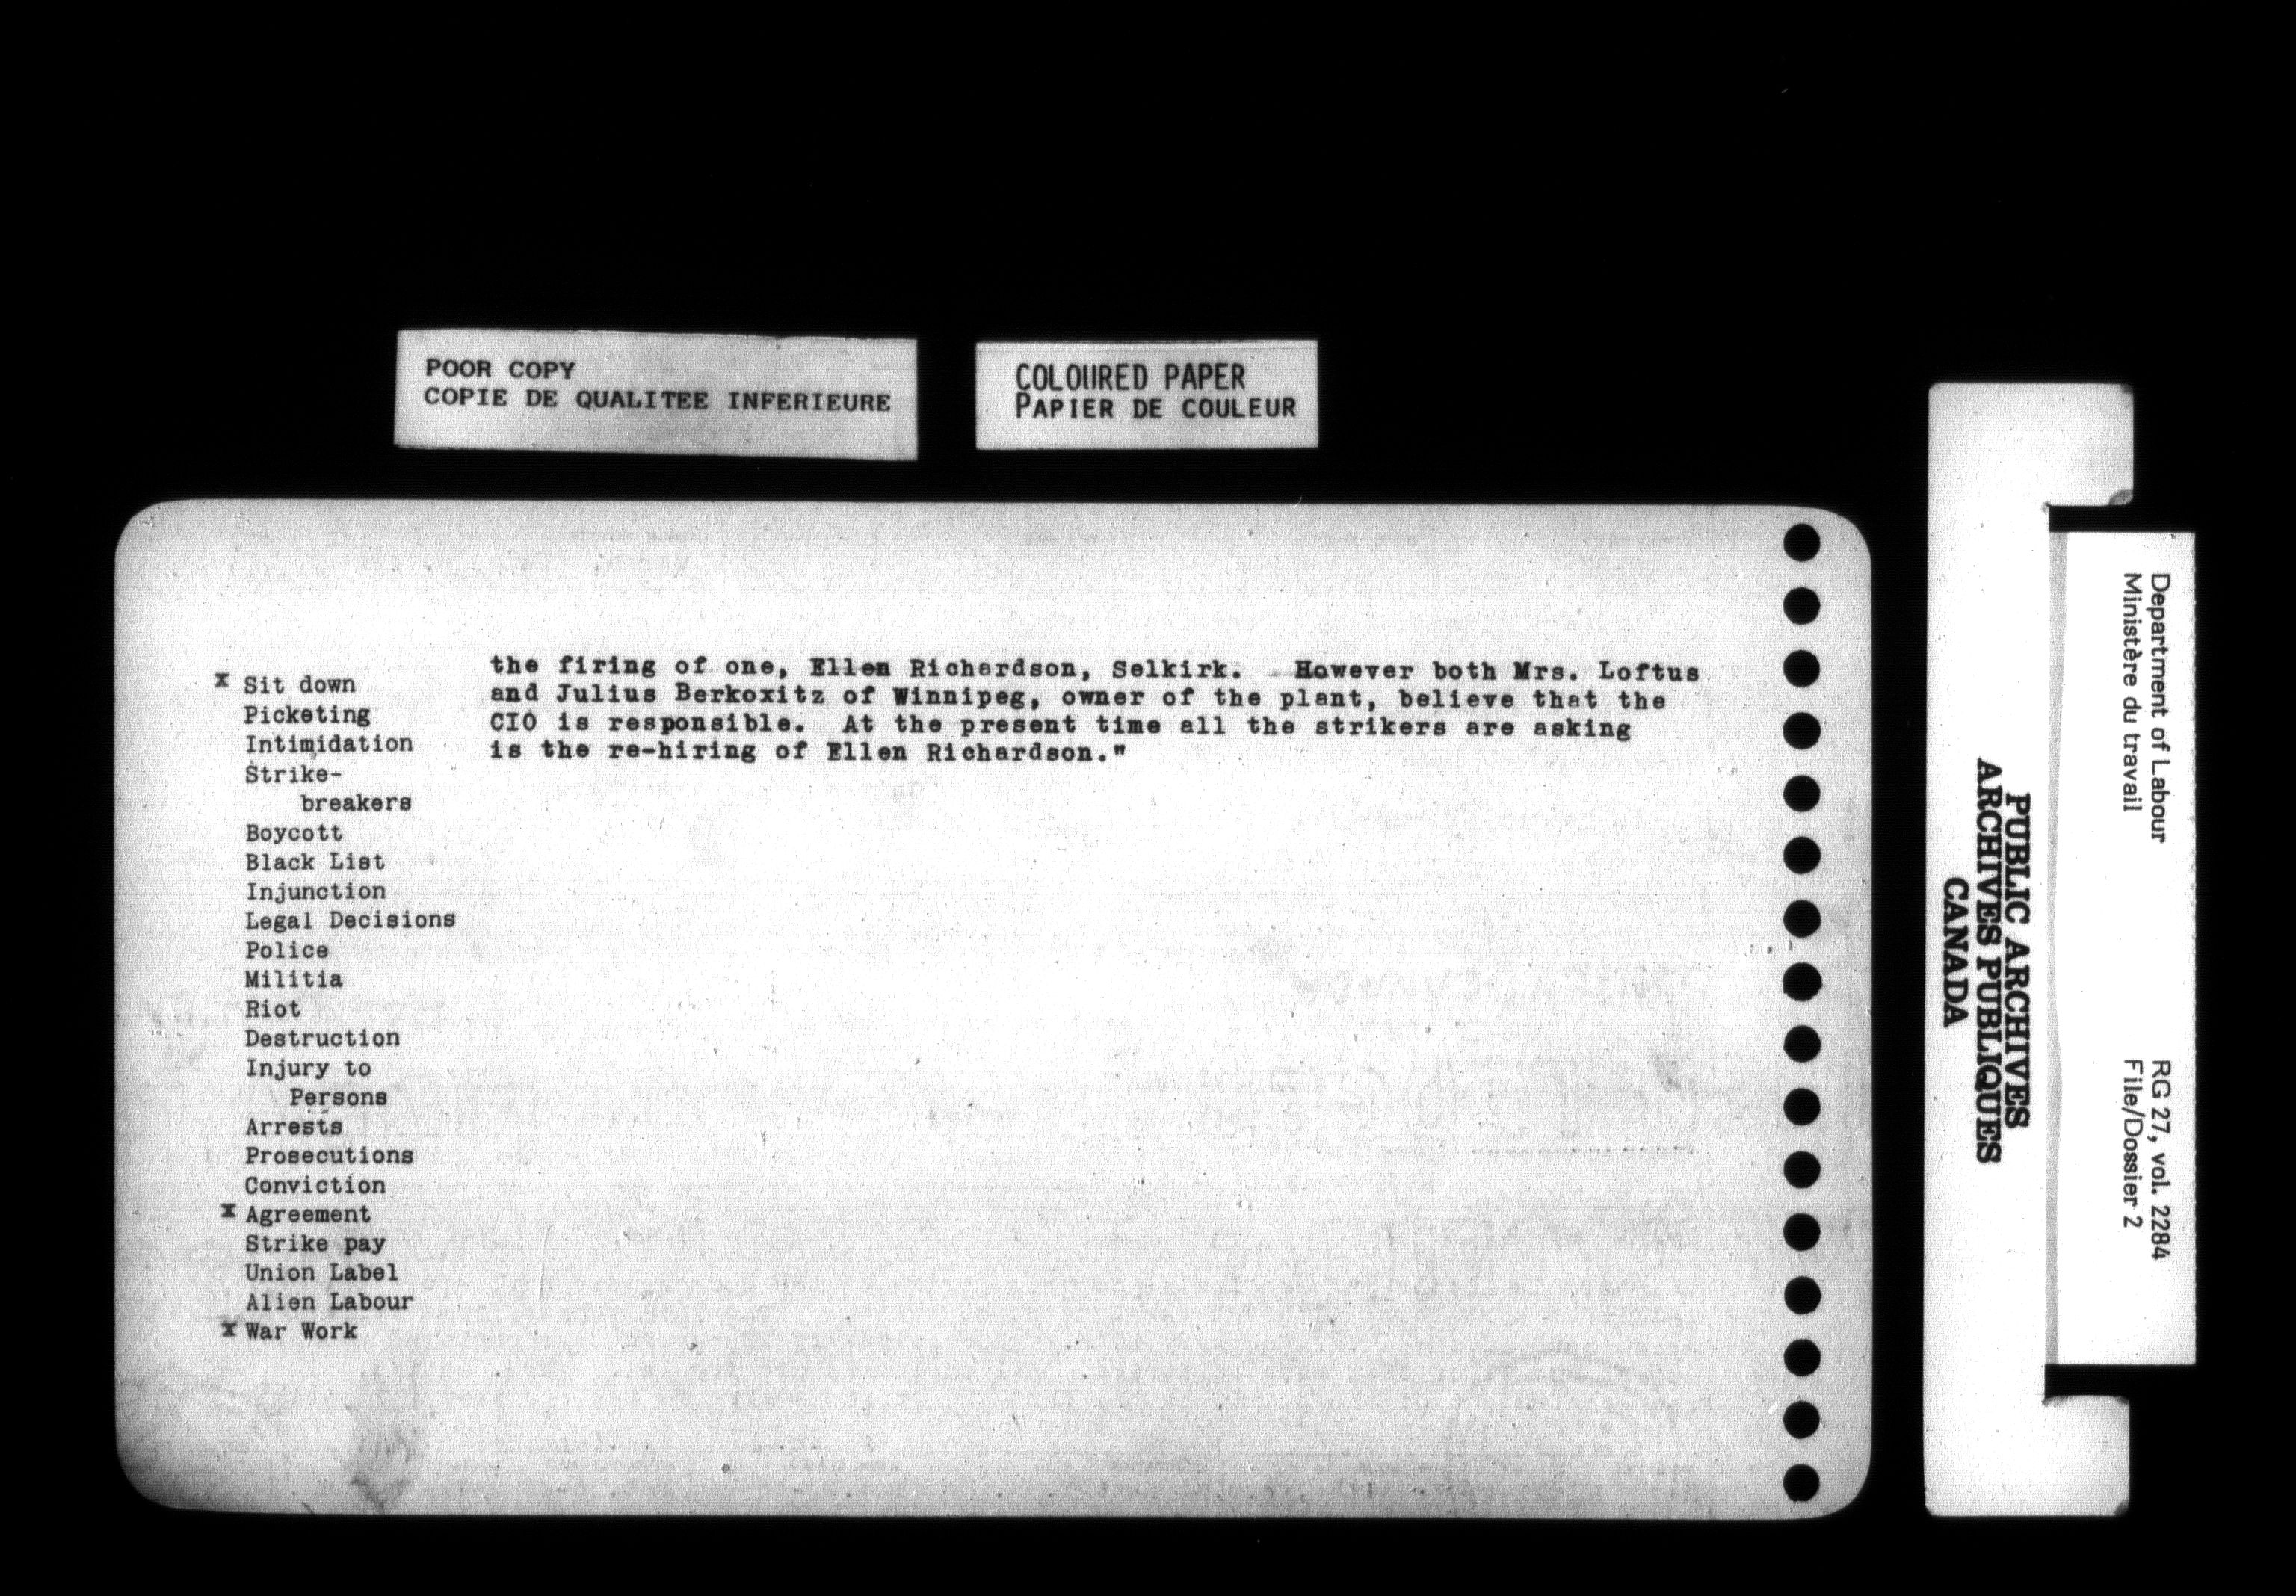 POOR COPY
COPIE DE QUALITEE INFERIEURE
COLOURED PAPER
PAPIER DE COULEUR
the firing of one, Ellen Richardson, Selkirk. However both Mrs. Loftus
and Julius Berkoxitz of Winnipeg, owner of the plant, believe that the
CIO is responsible. At the present time all the strikers are asking
is the re-hiring of Ellen Richardson."
x Sit down
Picketing
Intimidation
Strike-
breakers
Boycott
Black List
Injunction
Legal Decisions
Police
Militia
Riot
Destruction
Injury to
Persons
Arrests
Prosecutions
Conviction
x Agreement
Strike pay
Union Label
Alien Labour
x War Work
PUBLIC ARCHIVES
ARCHIVES PUBLIQUES
CANADA
Department of Labour
Ministère du travail
RG 27, vol. 2284
File/Dossier 2